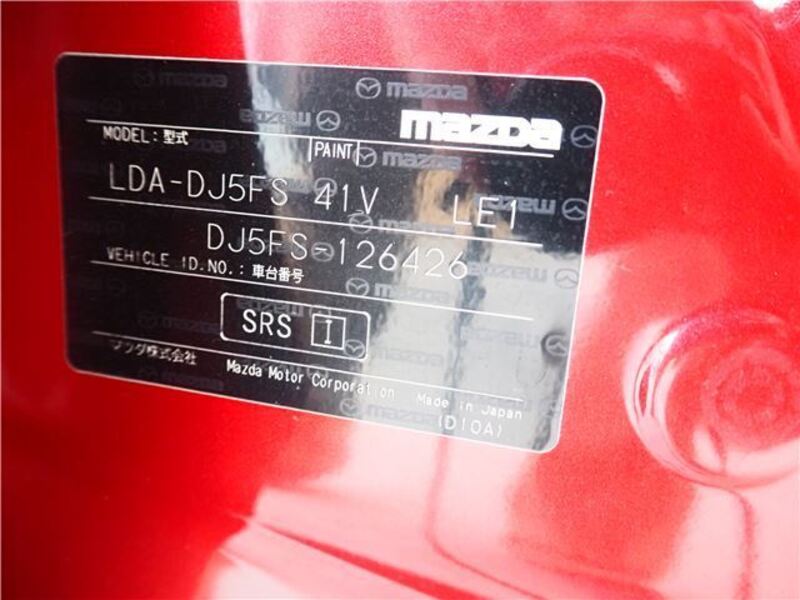 mazda
MODEL: 型式
PAINT
LDA-DJ5FS 41V LE1
DJ5FS-126426
VEHICLE ID.NO.: 車台番号
SRS I
マツダ株式会社 Mazda Motor Corporation Made in Japan
(D10A)